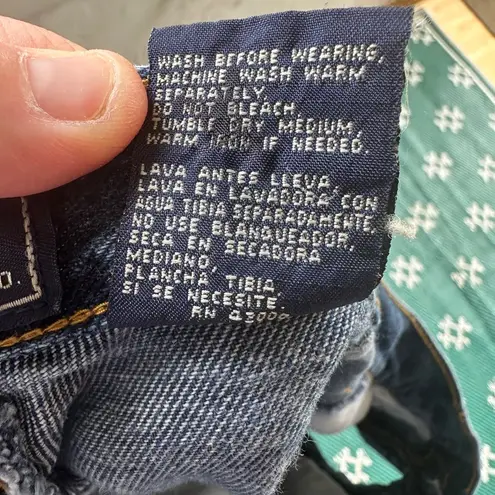 WASH BEFORE WEARING,
MACHINE WASH WARM
SEPARATELY
DO NOT BLEACH
TUMBLE DRY MEDIUM,
WARM IRON IF NEEDED.
LAVA ANTES LLEVA,
LAVA EN LAVADORA CON
AGUA TIBIA SEPARADAMENTE
NO USE BLANQUEADOR,
SECA EN SECADORA
MEDIANO,
PLANCHA TIBIA
SI SE NECESITE.
RN